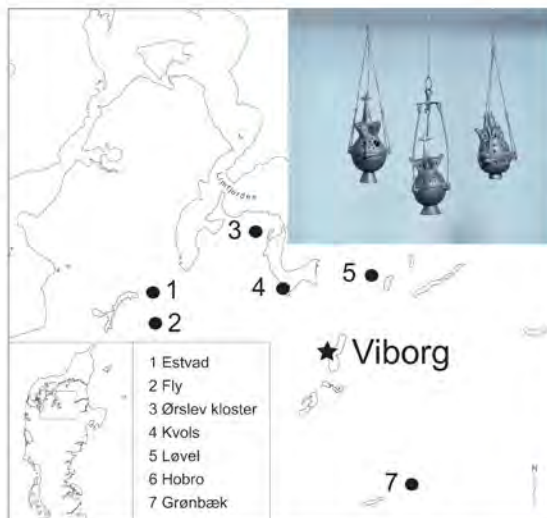 Limfjorden
3
1
4
5
2
Viborg
1 Estvad
2 Fly
3 Ørslev kloster
4 Kvols
5 Løvel
6 Hobro
7 Grønbæk
7
N